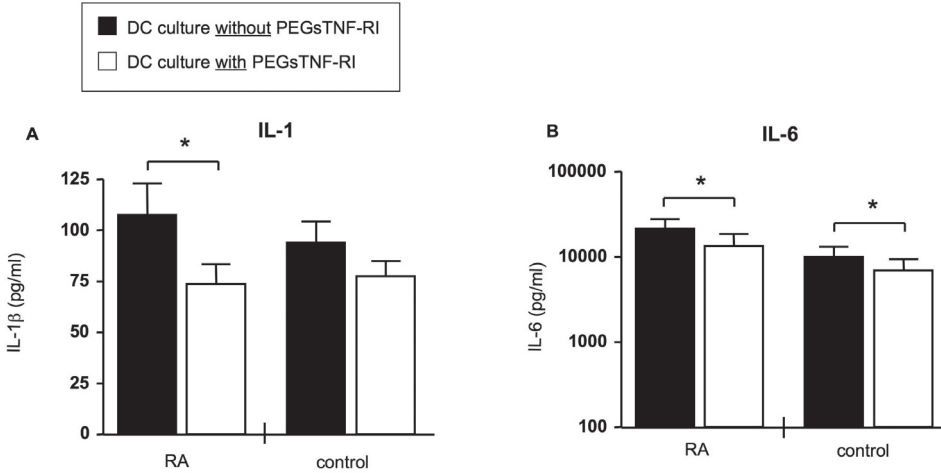 DC culture without PEGsTNF-RI
DC culture with PEGsTNF-RI
A
IL-1
*
125
100
75
50
25
0
IL-1β (pg/ml)
RA
control
B
IL-6
*
*
100000
10000
1000
100
IL-6 (pg/ml)
RA
control